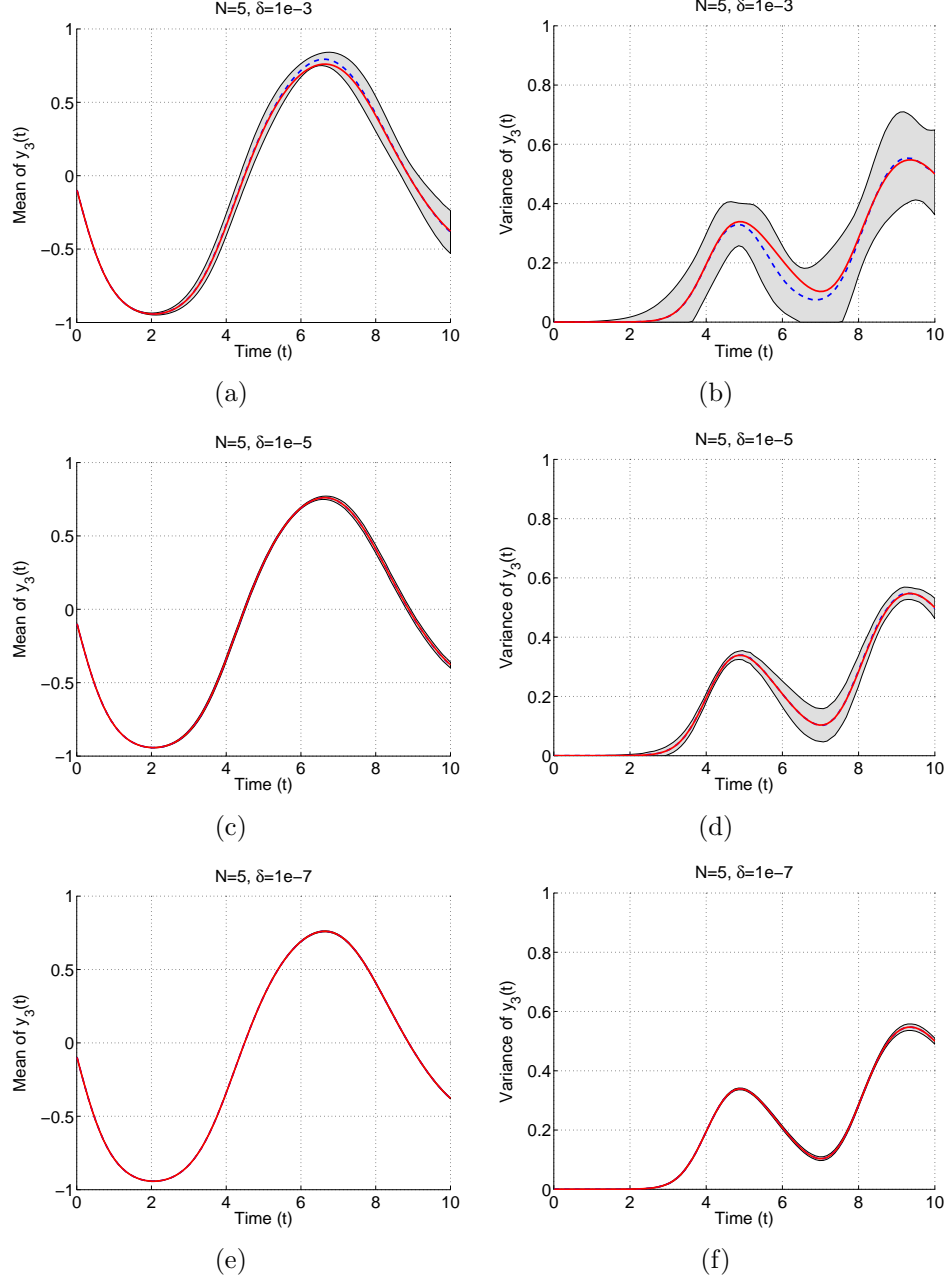 N=5, δ=1e−3
Mean of y_3(t)
1
0.5
0
−0.5
−1
0 2 4 6 8 10
Time (t)
(a)
N=5, δ=1e−3
Variance of y_3(t)
1
0.8
0.6
0.4
0.2
0
0 2 4 6 8 10
Time (t)
(b)
N=5, δ=1e−5
Mean of y_3(t)
1
0.5
0
−0.5
−1
0 2 4 6 8 10
Time (t)
(c)
N=5, δ=1e−5
Variance of y_3(t)
1
0.8
0.6
0.4
0.2
0
0 2 4 6 8 10
Time (t)
(d)
N=5, δ=1e−7
Mean of y_3(t)
1
0.5
0
−0.5
−1
0 2 4 6 8 10
Time (t)
(e)
N=5, δ=1e−7
Variance of y_3(t)
1
0.8
0.6
0.4
0.2
0
0 2 4 6 8 10
Time (t)
(f)